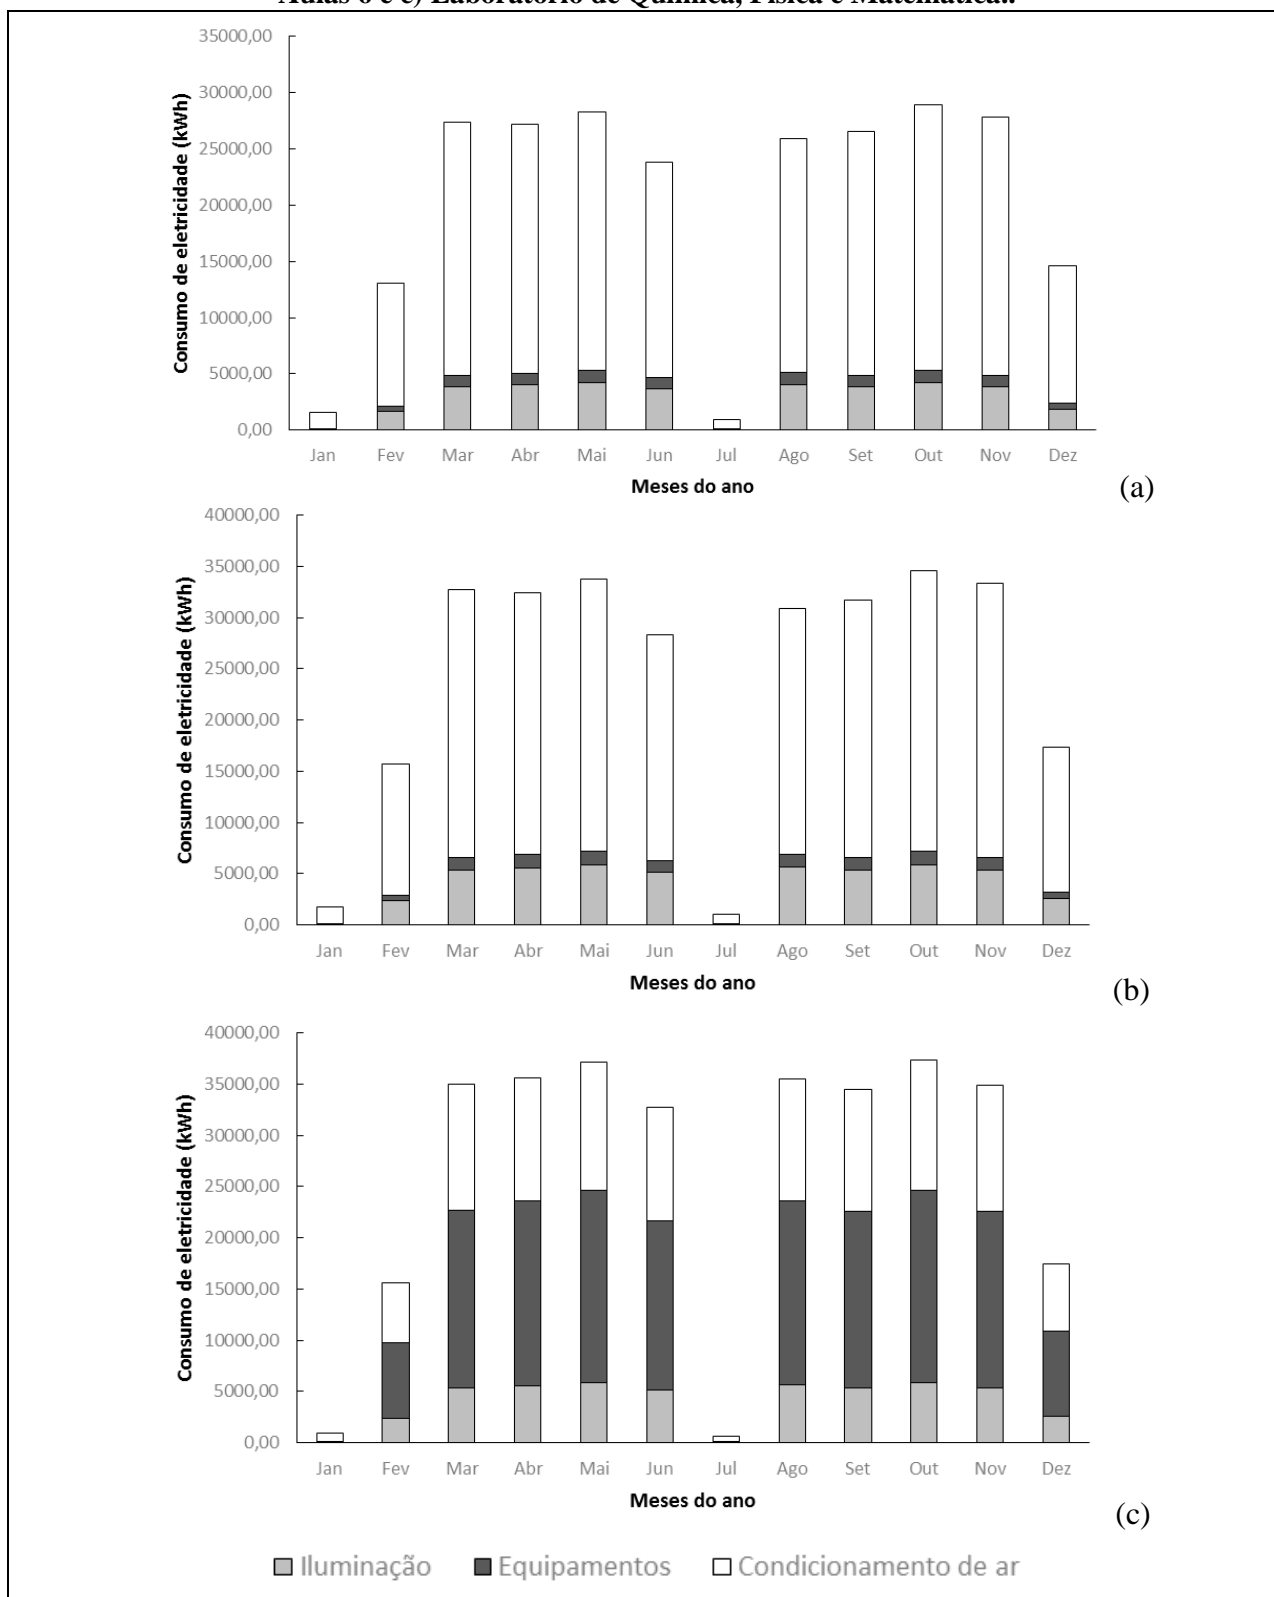 Aulas 6 e c) Laboratório de Química, Física e Matemática..
35000,00
30000,00
25000,00
20000,00
15000,00
10000,00
5000,00
0,00
Consumo de eletricidade (kWh)
Jan Fev Mar Abr Mai Jun Jul Ago Set Out Nov Dez
Meses do ano
(a)
40000,00
35000,00
30000,00
25000,00
20000,00
15000,00
10000,00
5000,00
0,00
Consumo de eletricidade (kWh)
Jan Fev Mar Abr Mai Jun Jul Ago Set Out Nov Dez
Meses do ano
(b)
40000,00
35000,00
30000,00
25000,00
20000,00
15000,00
10000,00
5000,00
0,00
Consumo de eletricidade (kWh)
Jan Fev Mar Abr Mai Jun Jul Ago Set Out Nov Dez
Meses do ano
(c)
Iluminação Equipamentos Condicionamento de ar